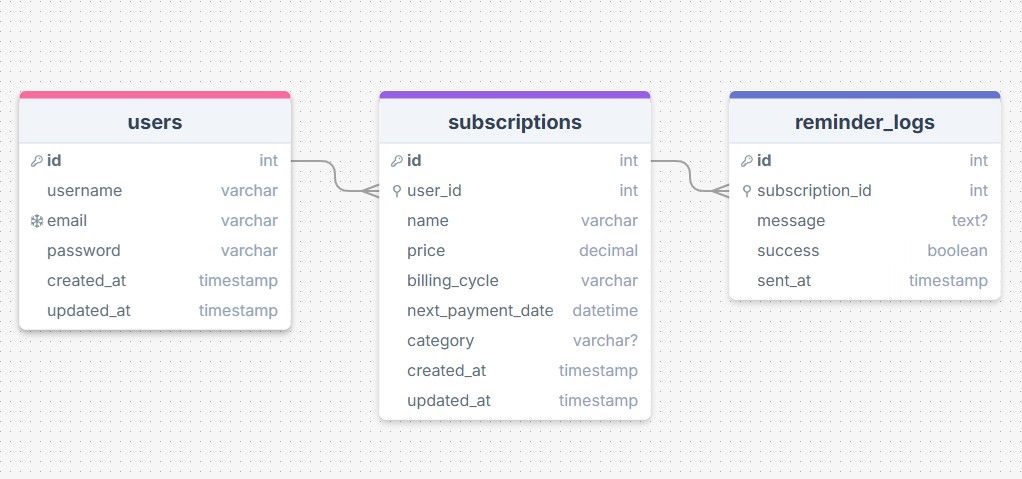 users
id int
username varchar
email varchar
password varchar
created_at timestamp
updated_at timestamp
subscriptions
id int
user_id int
name varchar
price decimal
billing_cycle varchar
next_payment_date datetime
category varchar?
created_at timestamp
updated_at timestamp
reminder_logs
id int
subscription_id int
message text?
success boolean
sent_at timestamp